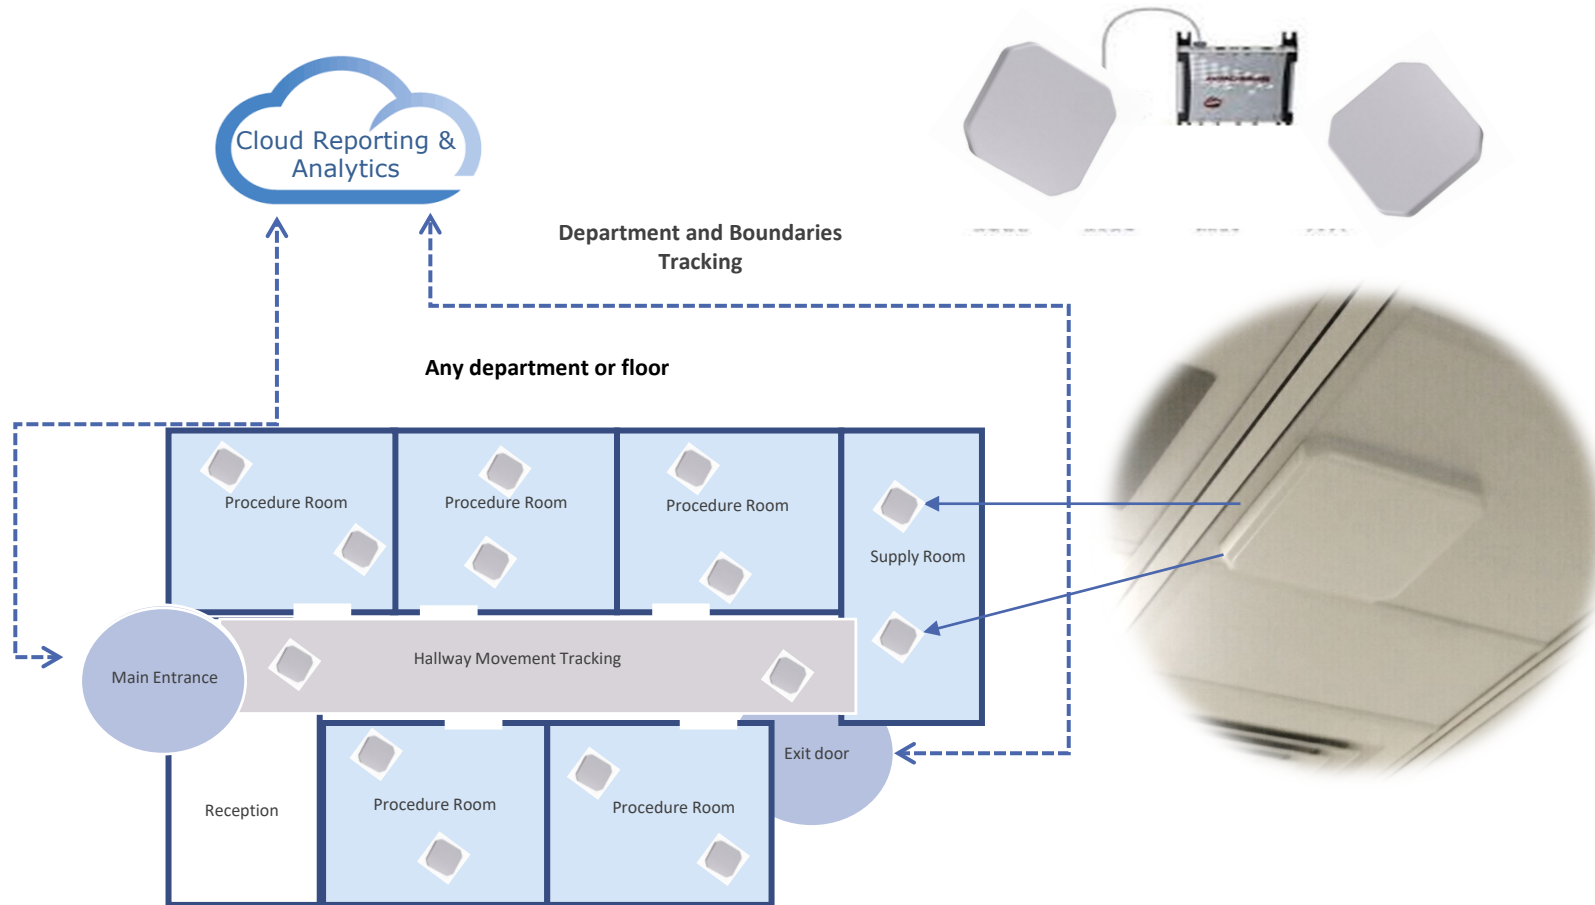 Cloud Reporting &
Analytics
Department and Boundaries
Tracking
Any department or floor
Procedure Room
Procedure Room
Procedure Room
Supply Room
Main Entrance
Hallway Movement Tracking
Exit door
Reception
Procedure Room
Procedure Room